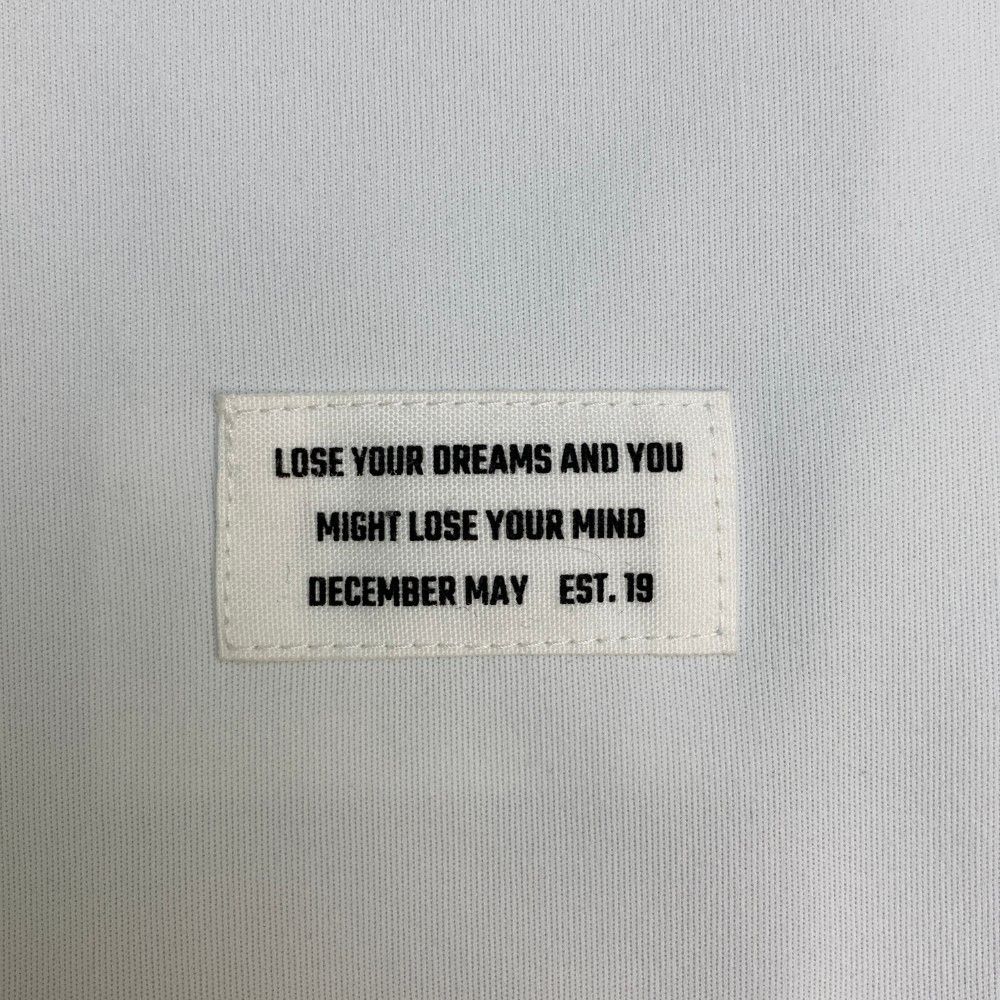 LOSE YOUR DREAMS AND YOU
MIGHT LOSE YOUR MIND
DECEMBER MAY EST. 19